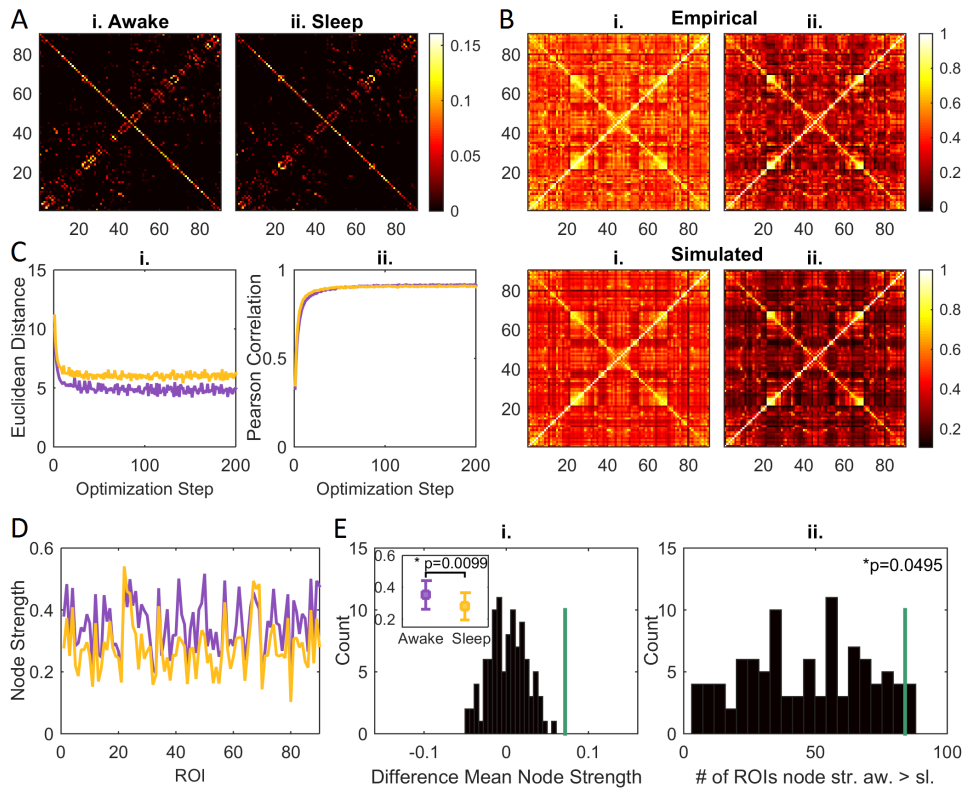 A
i. Awake
ii. Sleep
80
60
40
20
20 40 60 80
20 40 60 80
0.15
0.1
0.05
0
B
Empirical
i.
ii.
80
60
40
20
20 40 60 80
20 40 60 80
1
0.8
0.6
0.4
0.2
0
Simulated
i.
ii.
80
60
40
20
20 40 60 80
20 40 60 80
1
0.8
0.6
0.4
0.2
C
i.
Euclidean Distance
15
10
5
0
0 100 200
Optimization Step
ii.
Pearson Correlation
1
0.5
0
0 100 200
Optimization Step
D
Node Strength
0.6
0.4
0.2
0
0 20 40 60 80
ROI
E
i.
Count
15
10
5
0
-0.1 0 0.1
Difference Mean Node Strength
0.6
0.4
0.2
* p=0.0099
Awake Sleep
ii.
Count
15
10
5
0
0 50 100
# of ROIs node str. aw. > sl.
*p=0.0495